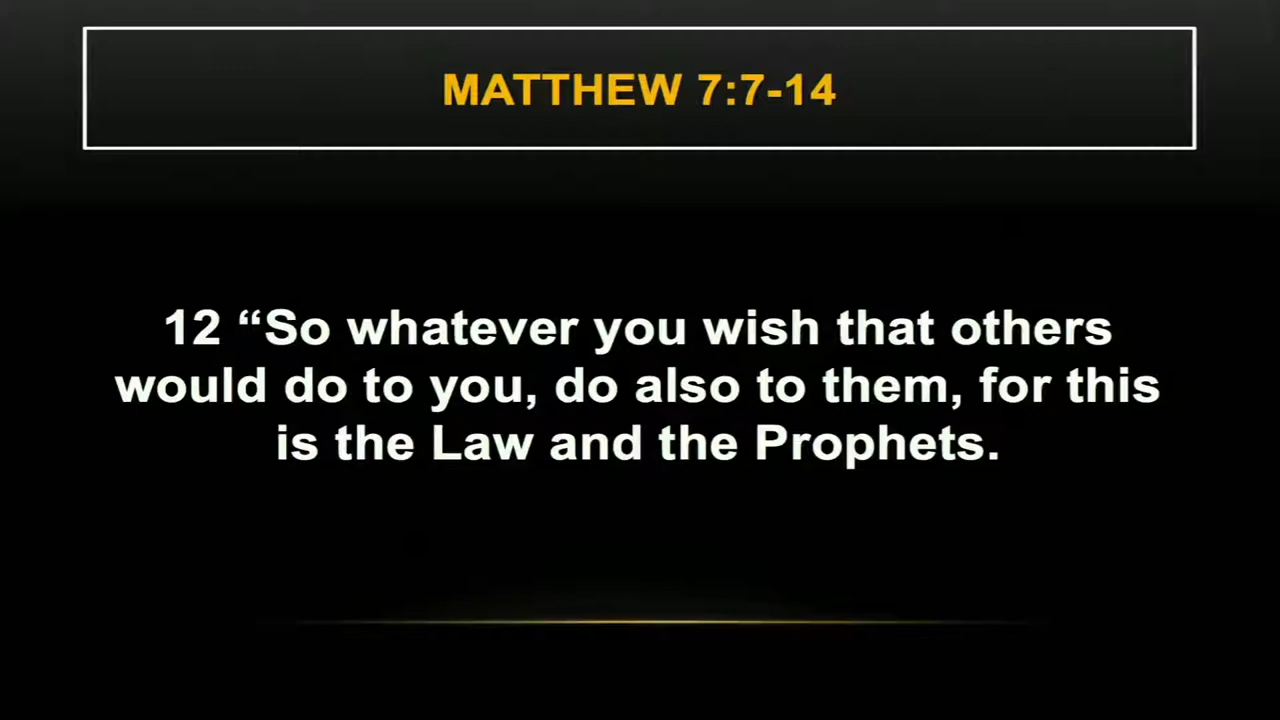 MATTHEW 7:7-14
12 “So whatever you wish that others
would do to you, do also to them, for this
is the Law and the Prophets.